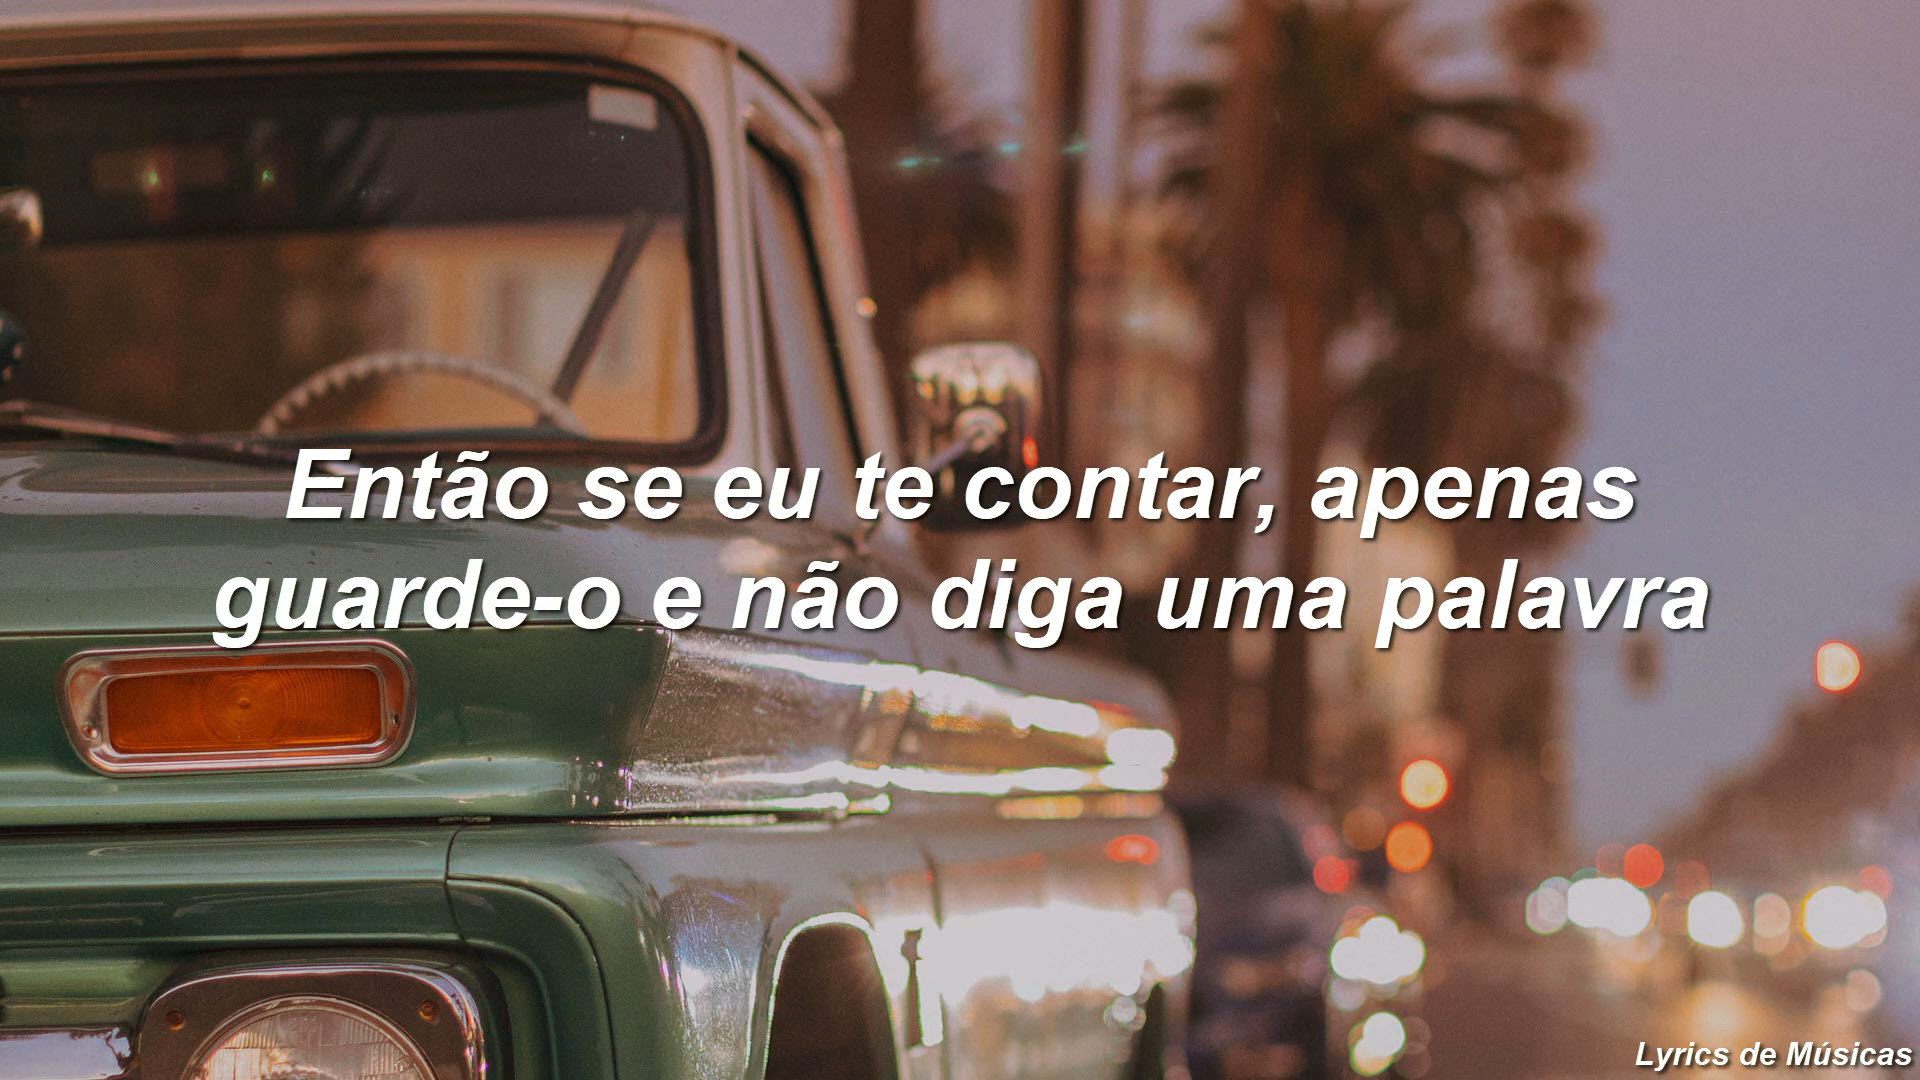 Então se eu te contar, apenas
guarde-o e não diga uma palavra
Lyrics de Músicas